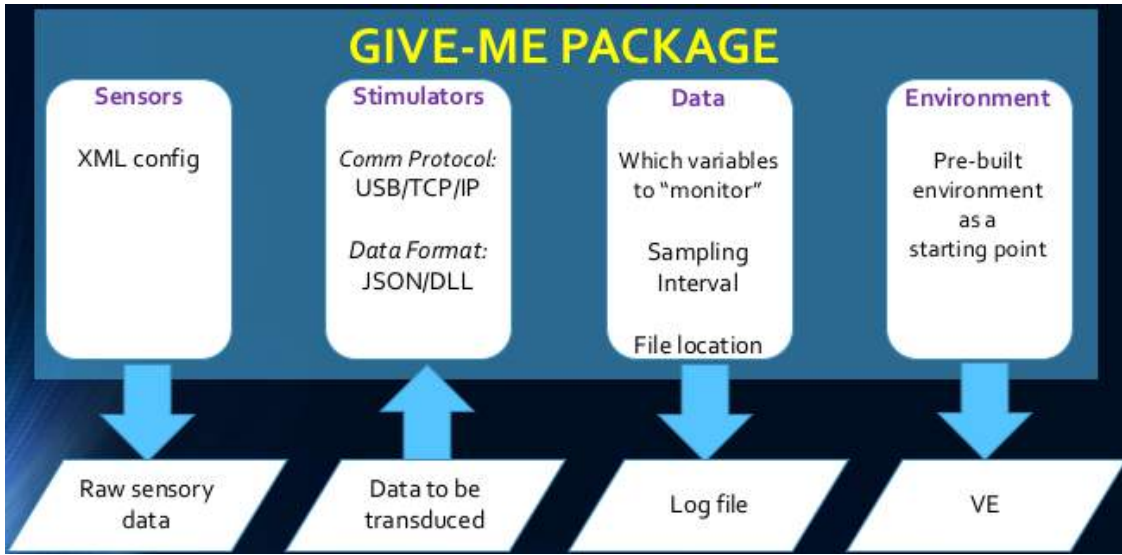 GIVE-ME PACKAGE
Sensors
XML config
Stimulators
Comm Protocol:
USB/TCP/IP
Data Format:
JSON/DLL
Data
Which variables
to “monitor”
Sampling
Interval
File location
Environment
Pre-built
environment
as a
starting point
Raw sensory
data
Data to be
transduced
Log file
VE